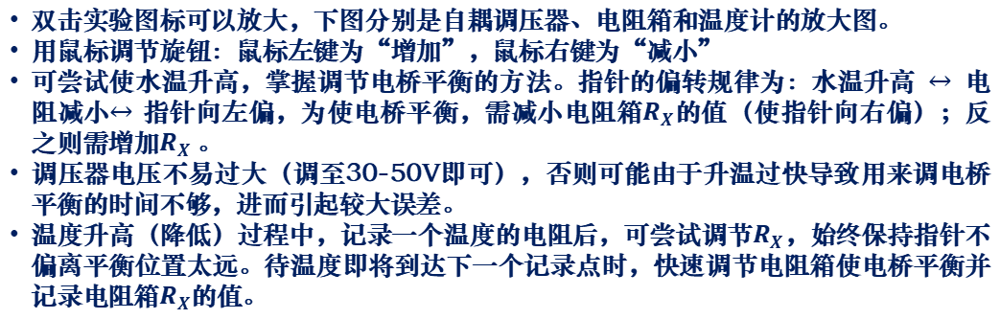 • 双击实验图标可以放大，下图分别是自耦调压器、电阻箱和温度计的放大图。
• 用鼠标调节旋钮：鼠标左键为“增加”，鼠标右键为“减小”
• 可尝试使水温升高，掌握调节电桥平衡的方法。指针的偏转规律为：水温升高 ↔ 电
阻减小↔ 指针向左偏，为使电桥平衡，需减小电阻箱R_X的值（使指针向右偏）；反
之则需增加R_X 。
• 调压器电压不易过大（调至30-50V即可），否则可能由于升温过快导致用来调电桥
平衡的时间不够，进而引起较大误差。
• 温度升高（降低）过程中，记录一个温度的电阻后，可尝试调节R_X，始终保持指针不
偏离平衡位置太远。待温度即将到达下一个记录点时，快速调节电阻箱使电桥平衡并
记录电阻箱R_X的值。